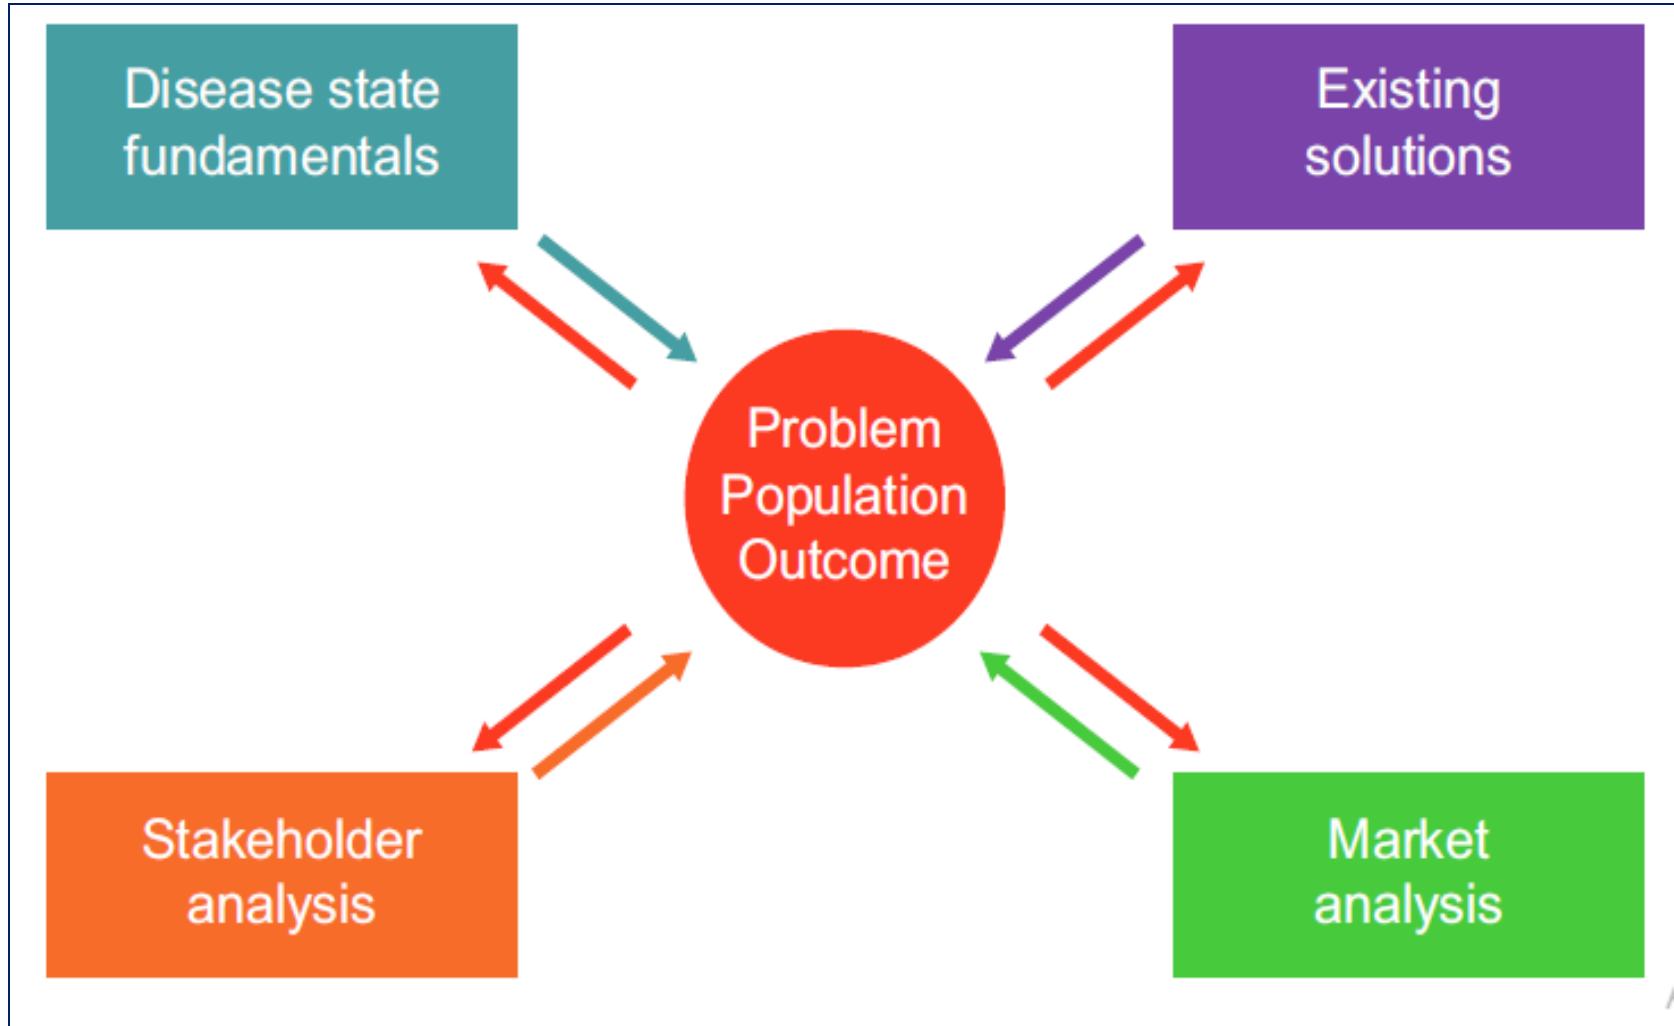 Disease state
fundamentals
Existing
solutions
Problem
Population
Outcome
Stakeholder
analysis
Market
analysis